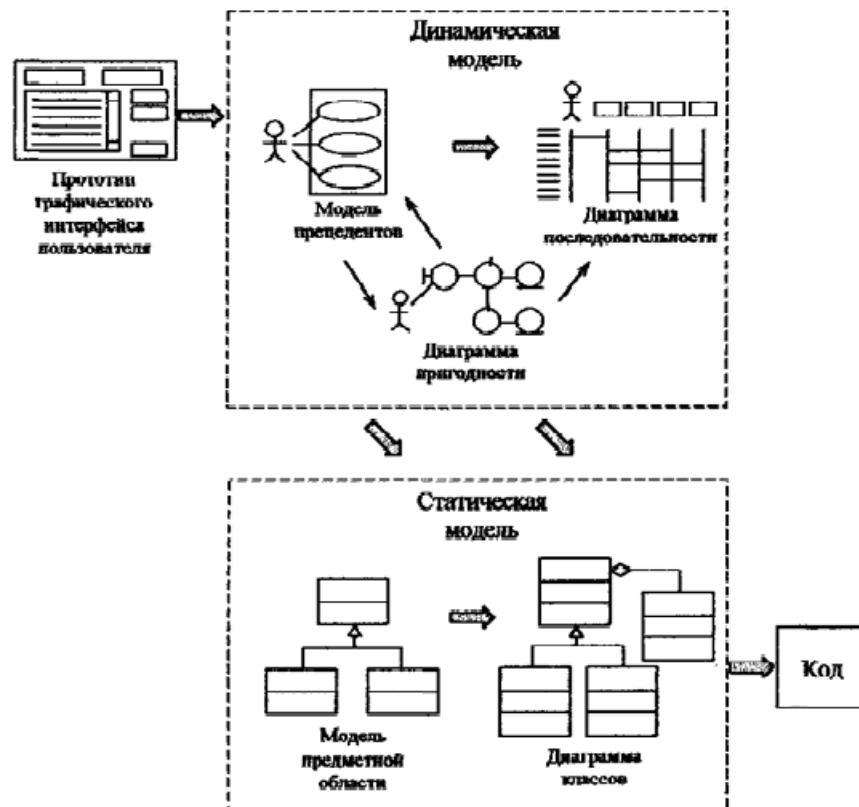 Динамическая
модель
Прототип
графического
интерфейса
пользователя
Модель
прецедентов
Диаграмма
последовательности
Диаграмма
пригодности
Статическая
модель
Модель
предметной
области
Диаграмма
классов
Код